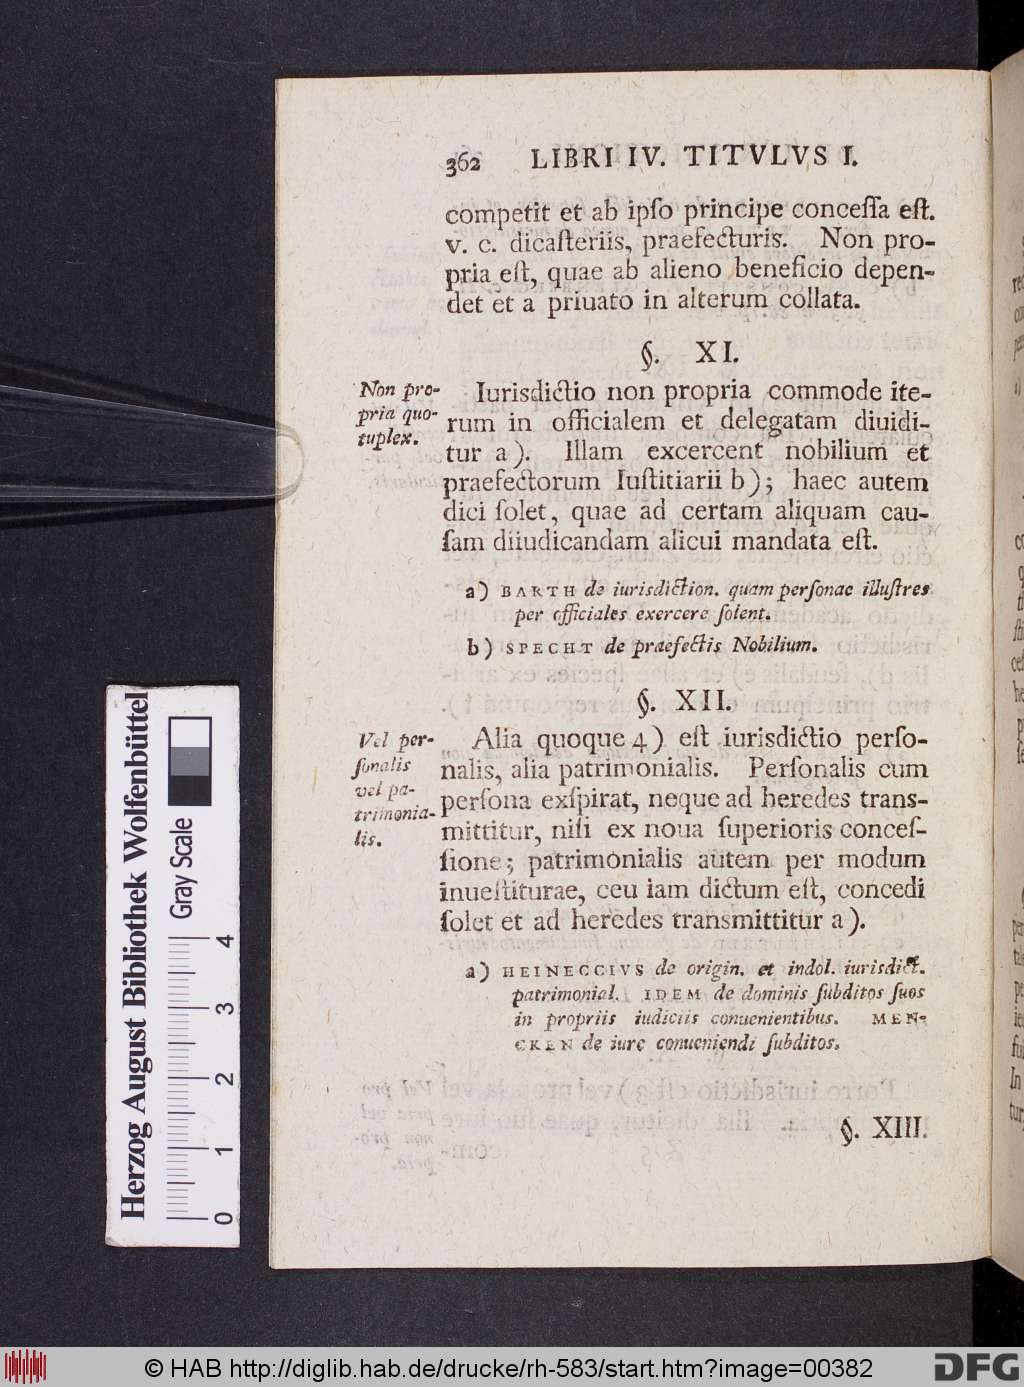 362 LIBRI IV. TITVLVS I.
competit et ab ipſo principe conceſſa eſt.
v. c. dicaſteriis, praefecturis. Non pro-
pria eſt, quae ab alieno beneficio depen-
det et a priuato in alterum collata.
§. XI.
Non pro-
pria quo-
tuplex.
Iurisdictio non propria commode ite-
rum in officialem et delegatam diuidi-
tur a). Illam excercent nobilium et
praefectorum Iuſtitiarii b); haec autem
dici ſolet, quae ad certam aliquam cau-
ſam diiudicandam alicui mandata eſt.
a) BARTH de iurisdiction. quam perſonae illuſtres
per officiales exercere ſolent.
b) SPECHT de praefectis Nobilium.
§. XII.
Vel per-
ſonalis
vel pa-
trimonia-
lis.
Alia quoque 4) eſt iurisdictio perſo-
nalis, alia patrimonialis. Perſonalis cum
perſona exſpirat, neque ad heredes trans-
mittitur, niſi ex noua ſuperioris conceſ-
ſione; patrimonialis autem per modum
inueſtiturae, ceu iam dictum eſt, concedi
ſolet et ad heredes transmittitur a).
a) HEINECCIVS de origin. et indol. iurisdict.
patrimonial. IDEM de dominis ſubditos ſuos
in propriis iudiciis conuenientibus. MEN-
CKEN de iure conueniendi ſubditos.
§. XIII.
Herzog August Bibliothek Wolfenbüttel
Gray Scale
0 1 2 3 4
© HAB http://diglib.hab.de/drucke/rh-583/start.htm?image=00382
DFG